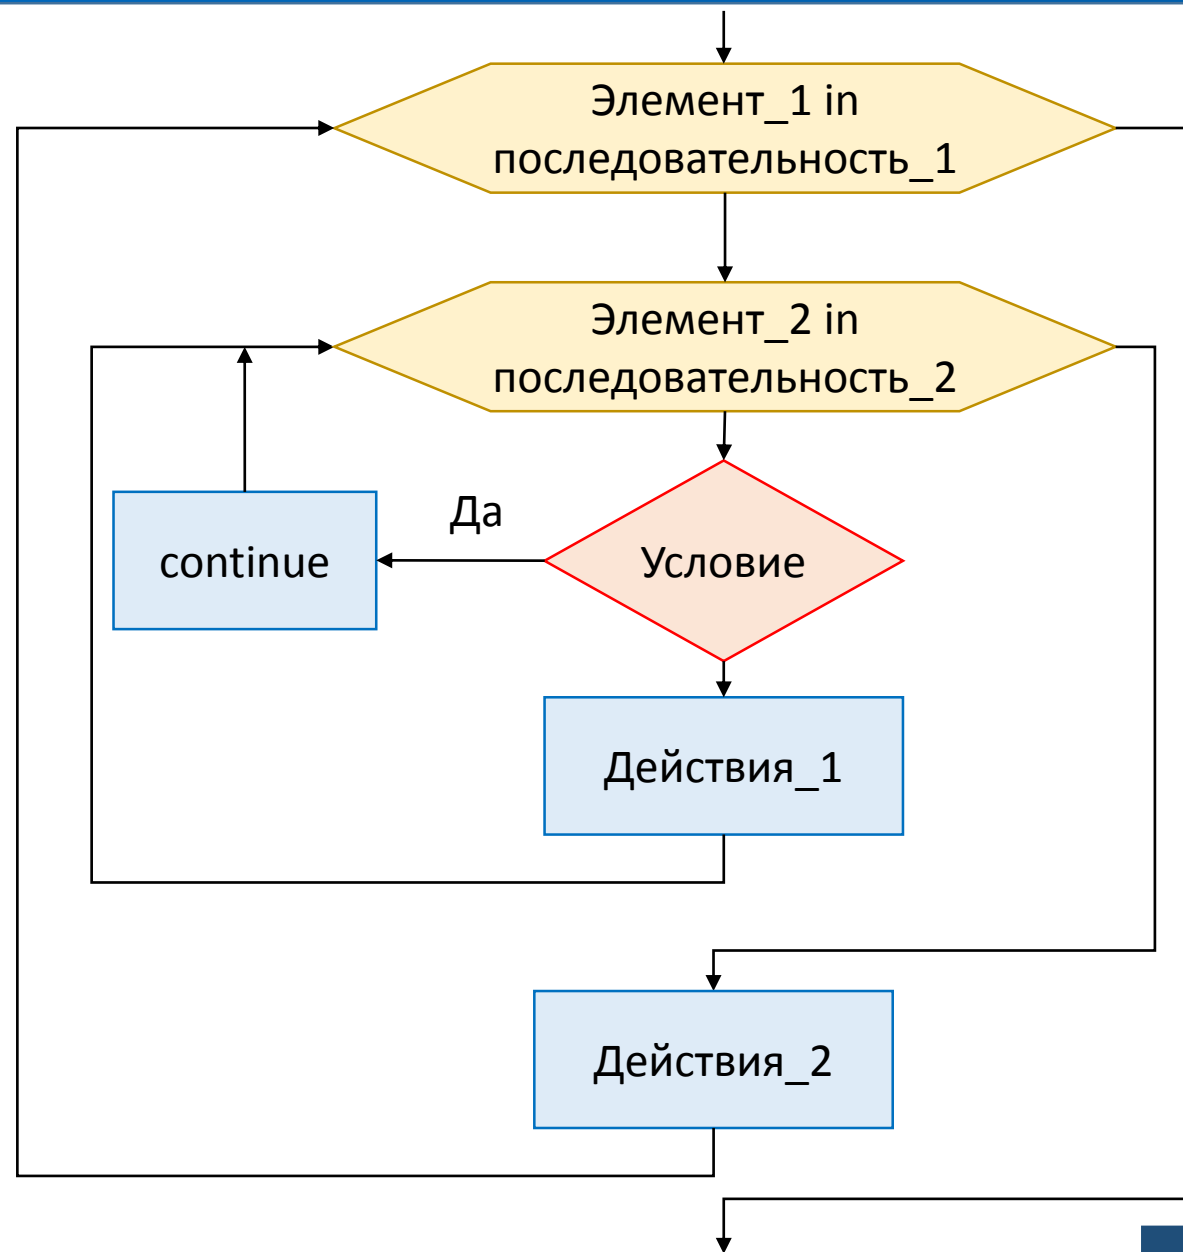 Элемент_1 in
последовательность_1
Элемент_2 in
последовательность_2
Да
continue
Условие
Действия_1
Действия_2